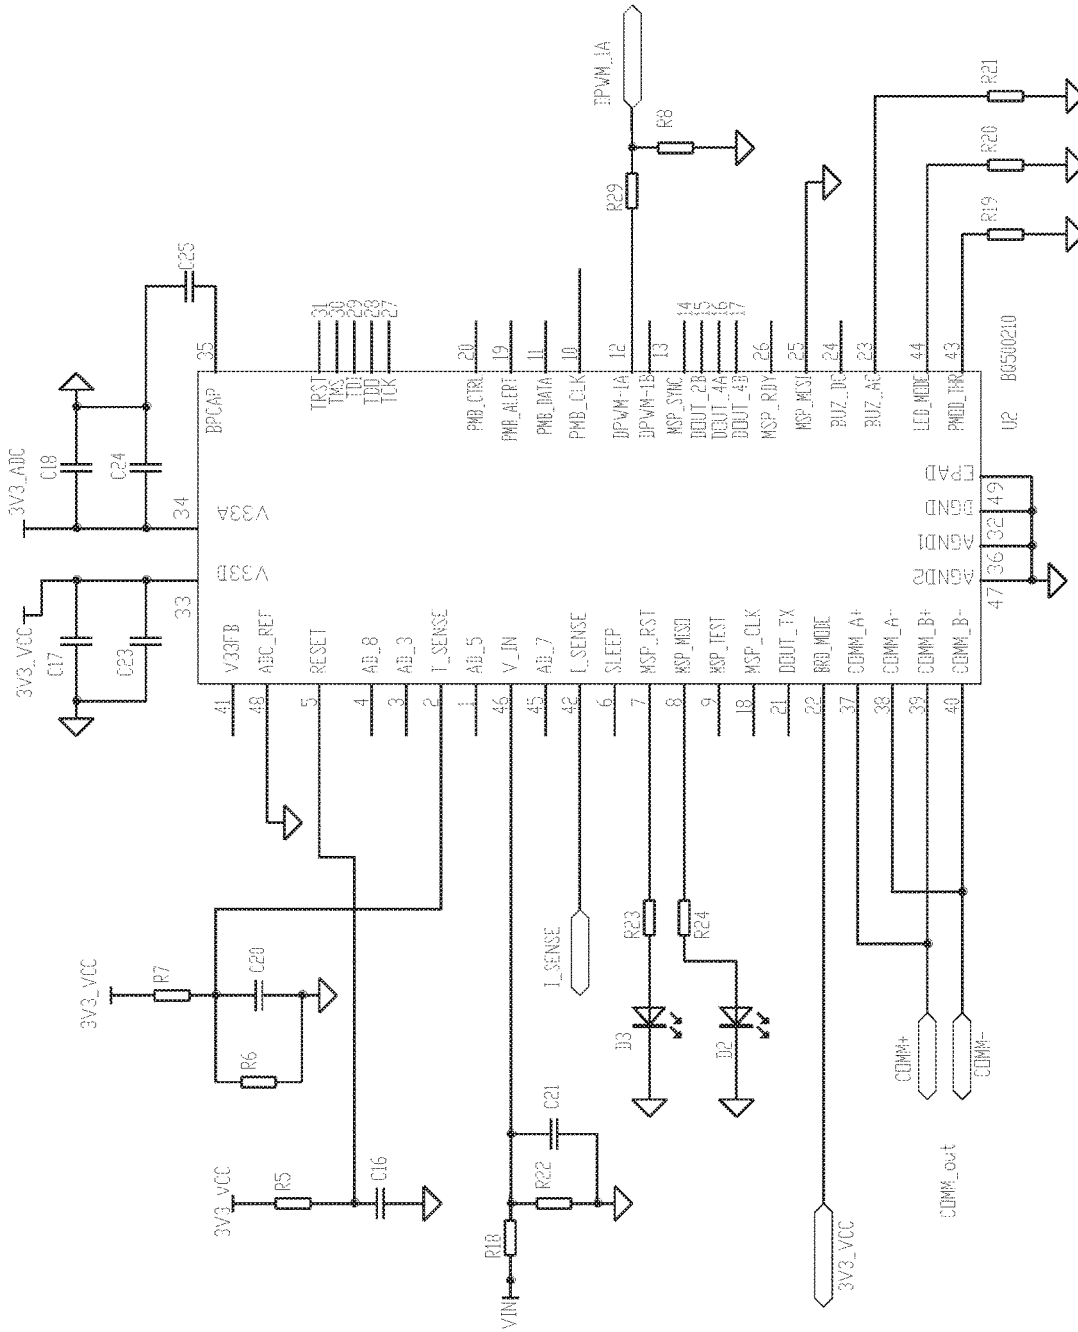 3V3_VCC
C17
C23
3V3_ADC
C18
C24
C25
33
V33D
34
V33A
35
BPCAP
41
V33FB
48
ADC_REF
5
RESET
4
AD_8
3
AD_3
2
T_SENSE
1
AD_5
46
V_IN
45
AD_7
42
I_SENSE
6
SLEEP
7
MSP_RST
8
MSP_MISO
9
MSP_TEST
18
MSP_CLK
21
DOUT_TX
22
BRD_MODE
37
COMM_A+
38
COMM_A-
39
COMM_B+
40
COMM_B-
TRST
31
TMS
30
TDI
29
TDO
28
TCK
27
PMB_CTRL
20
PMB_ALERT
19
PMB_DATA
11
PMB_CLK
10
DPWM-1A
12
DPWM-1B
13
MSP_SYNC
14
DOUT_2B
15
DOUT_4A
16
DOUT_4B
17
MSP_RDY
26
MSP_MOSI
25
BUZ_DC
24
BUZ_AC
23
LED_MODE
44
PMOD_THR
43
EPAD
49
DGND
32
AGND1
36
AGND2
47
U2
BQ500210
R29
R8
DPWM_1A
R19
R20
R21
3V3_VCC
R7
C20
R6
3V3_VCC
R5
C16
VIN
R18
R22
C21
I_SENSE
R23
R24
D3
D2
3V3_VCC
COMM+
COMM-
COMM_out